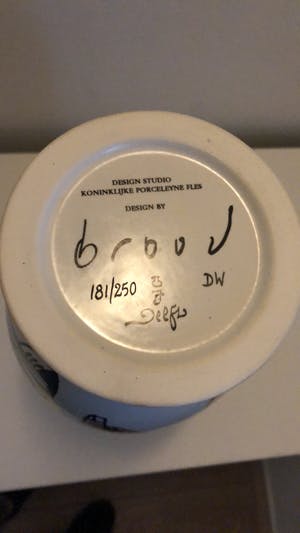 DESIGN STUDIO
KONINKLIJKE PORCELEYNE FLES
DESIGN BY
brood
181/250 DW
Delft